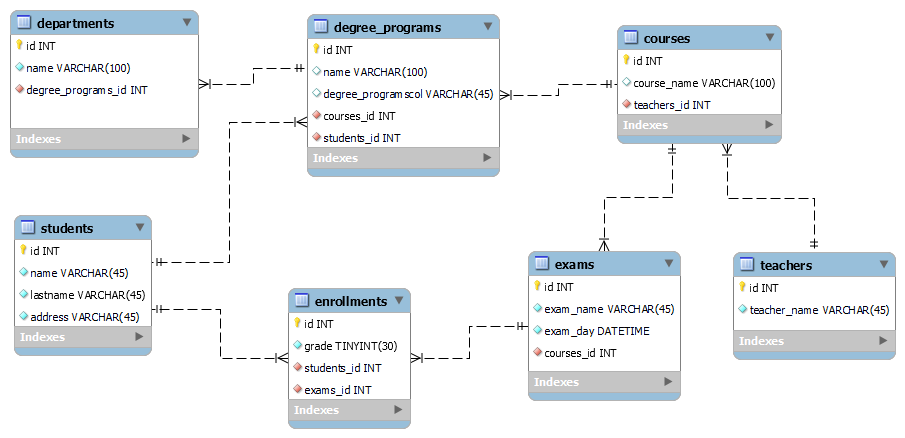 departments
id INT
name VARCHAR(100)
degree_programs_id INT
Indexes
degree_programs
id INT
name VARCHAR(100)
degree_programscol VARCHAR(45)
courses_id INT
students_id INT
Indexes
courses
id INT
course_name VARCHAR(100)
teachers_id INT
Indexes
students
id INT
name VARCHAR(45)
lastname VARCHAR(45)
address VARCHAR(45)
Indexes
enrollments
id INT
grade TINYINT(30)
students_id INT
exams_id INT
Indexes
exams
id INT
exam_name VARCHAR(45)
exam_day DATETIME
courses_id INT
Indexes
teachers
id INT
teacher_name VARCHAR(45)
Indexes